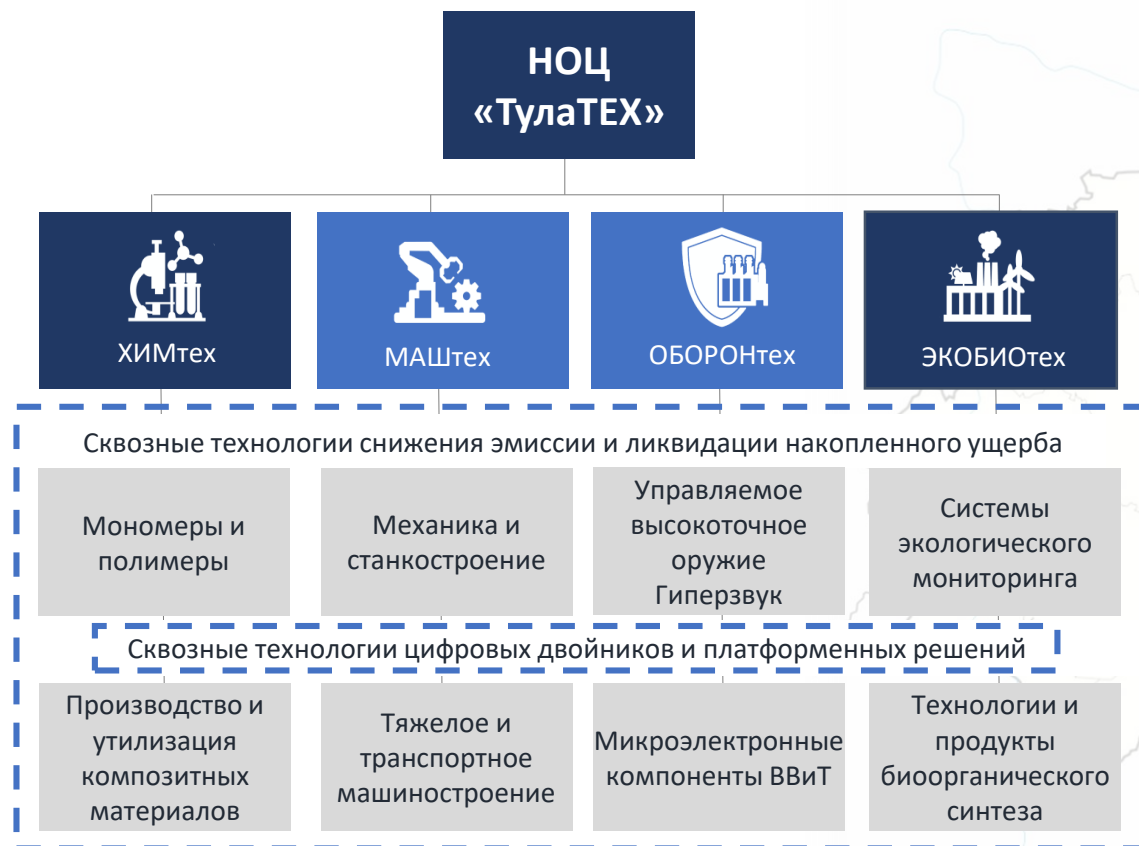 НОЦ
«ТулаТЕХ»
ХИМтех
МАШтех
ОБОРОНтех
ЭКОБИОтех
Сквозные технологии снижения эмиссии и ликвидации накопленного ущерба
Мономеры и
полимеры
Механика и
станкостроение
Управляемое
высокоточное
оружие
Гиперзвук
Системы
экологического
мониторинга
Сквозные технологии цифровых двойников и платформенных решений
Производство и
утилизация
композитных
материалов
Тяжелое и
транспортное
машиностроение
Микроэлектронные
компоненты ВВиТ
Технологии и
продукты
биоорганического
синтеза